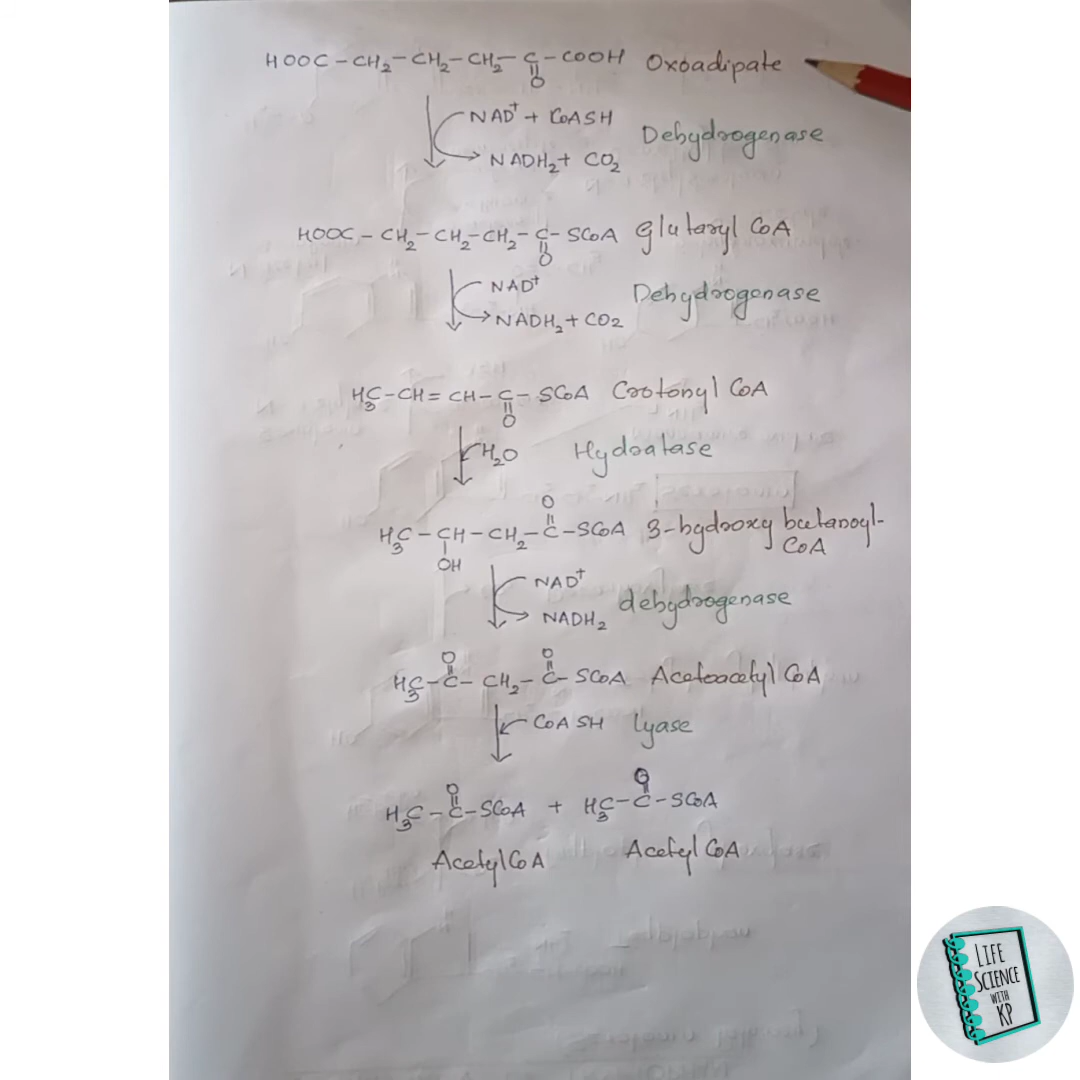 HOOC-CH2-CH2-CH2-C-COOH Oxoadipate
O
NAD+ + CoASH
Dehydrogenase
NADH2+ CO2
HOOC-CH2-CH2-CH2-C-SCoA glutaryl CoA
O
NAD+
Dehydrogenase
NADH2+CO2
H3C-CH=CH-C-SCoA Crotonyl CoA
O
H2O Hydratase
O
H3C-CH-CH2-C-SCoA 3-hydroxy butanoyl-
OH CoA
NAD+
dehydrogenase
NADH2
O O
H3C-C-CH2-C-SCoA Acetoacetyl CoA
CoASH lyase
O O
H3C-C-SCoA + H3C-C-SCoA
Acetyl CoA Acetyl CoA
LIFE
SCIENCE
WITH
KP